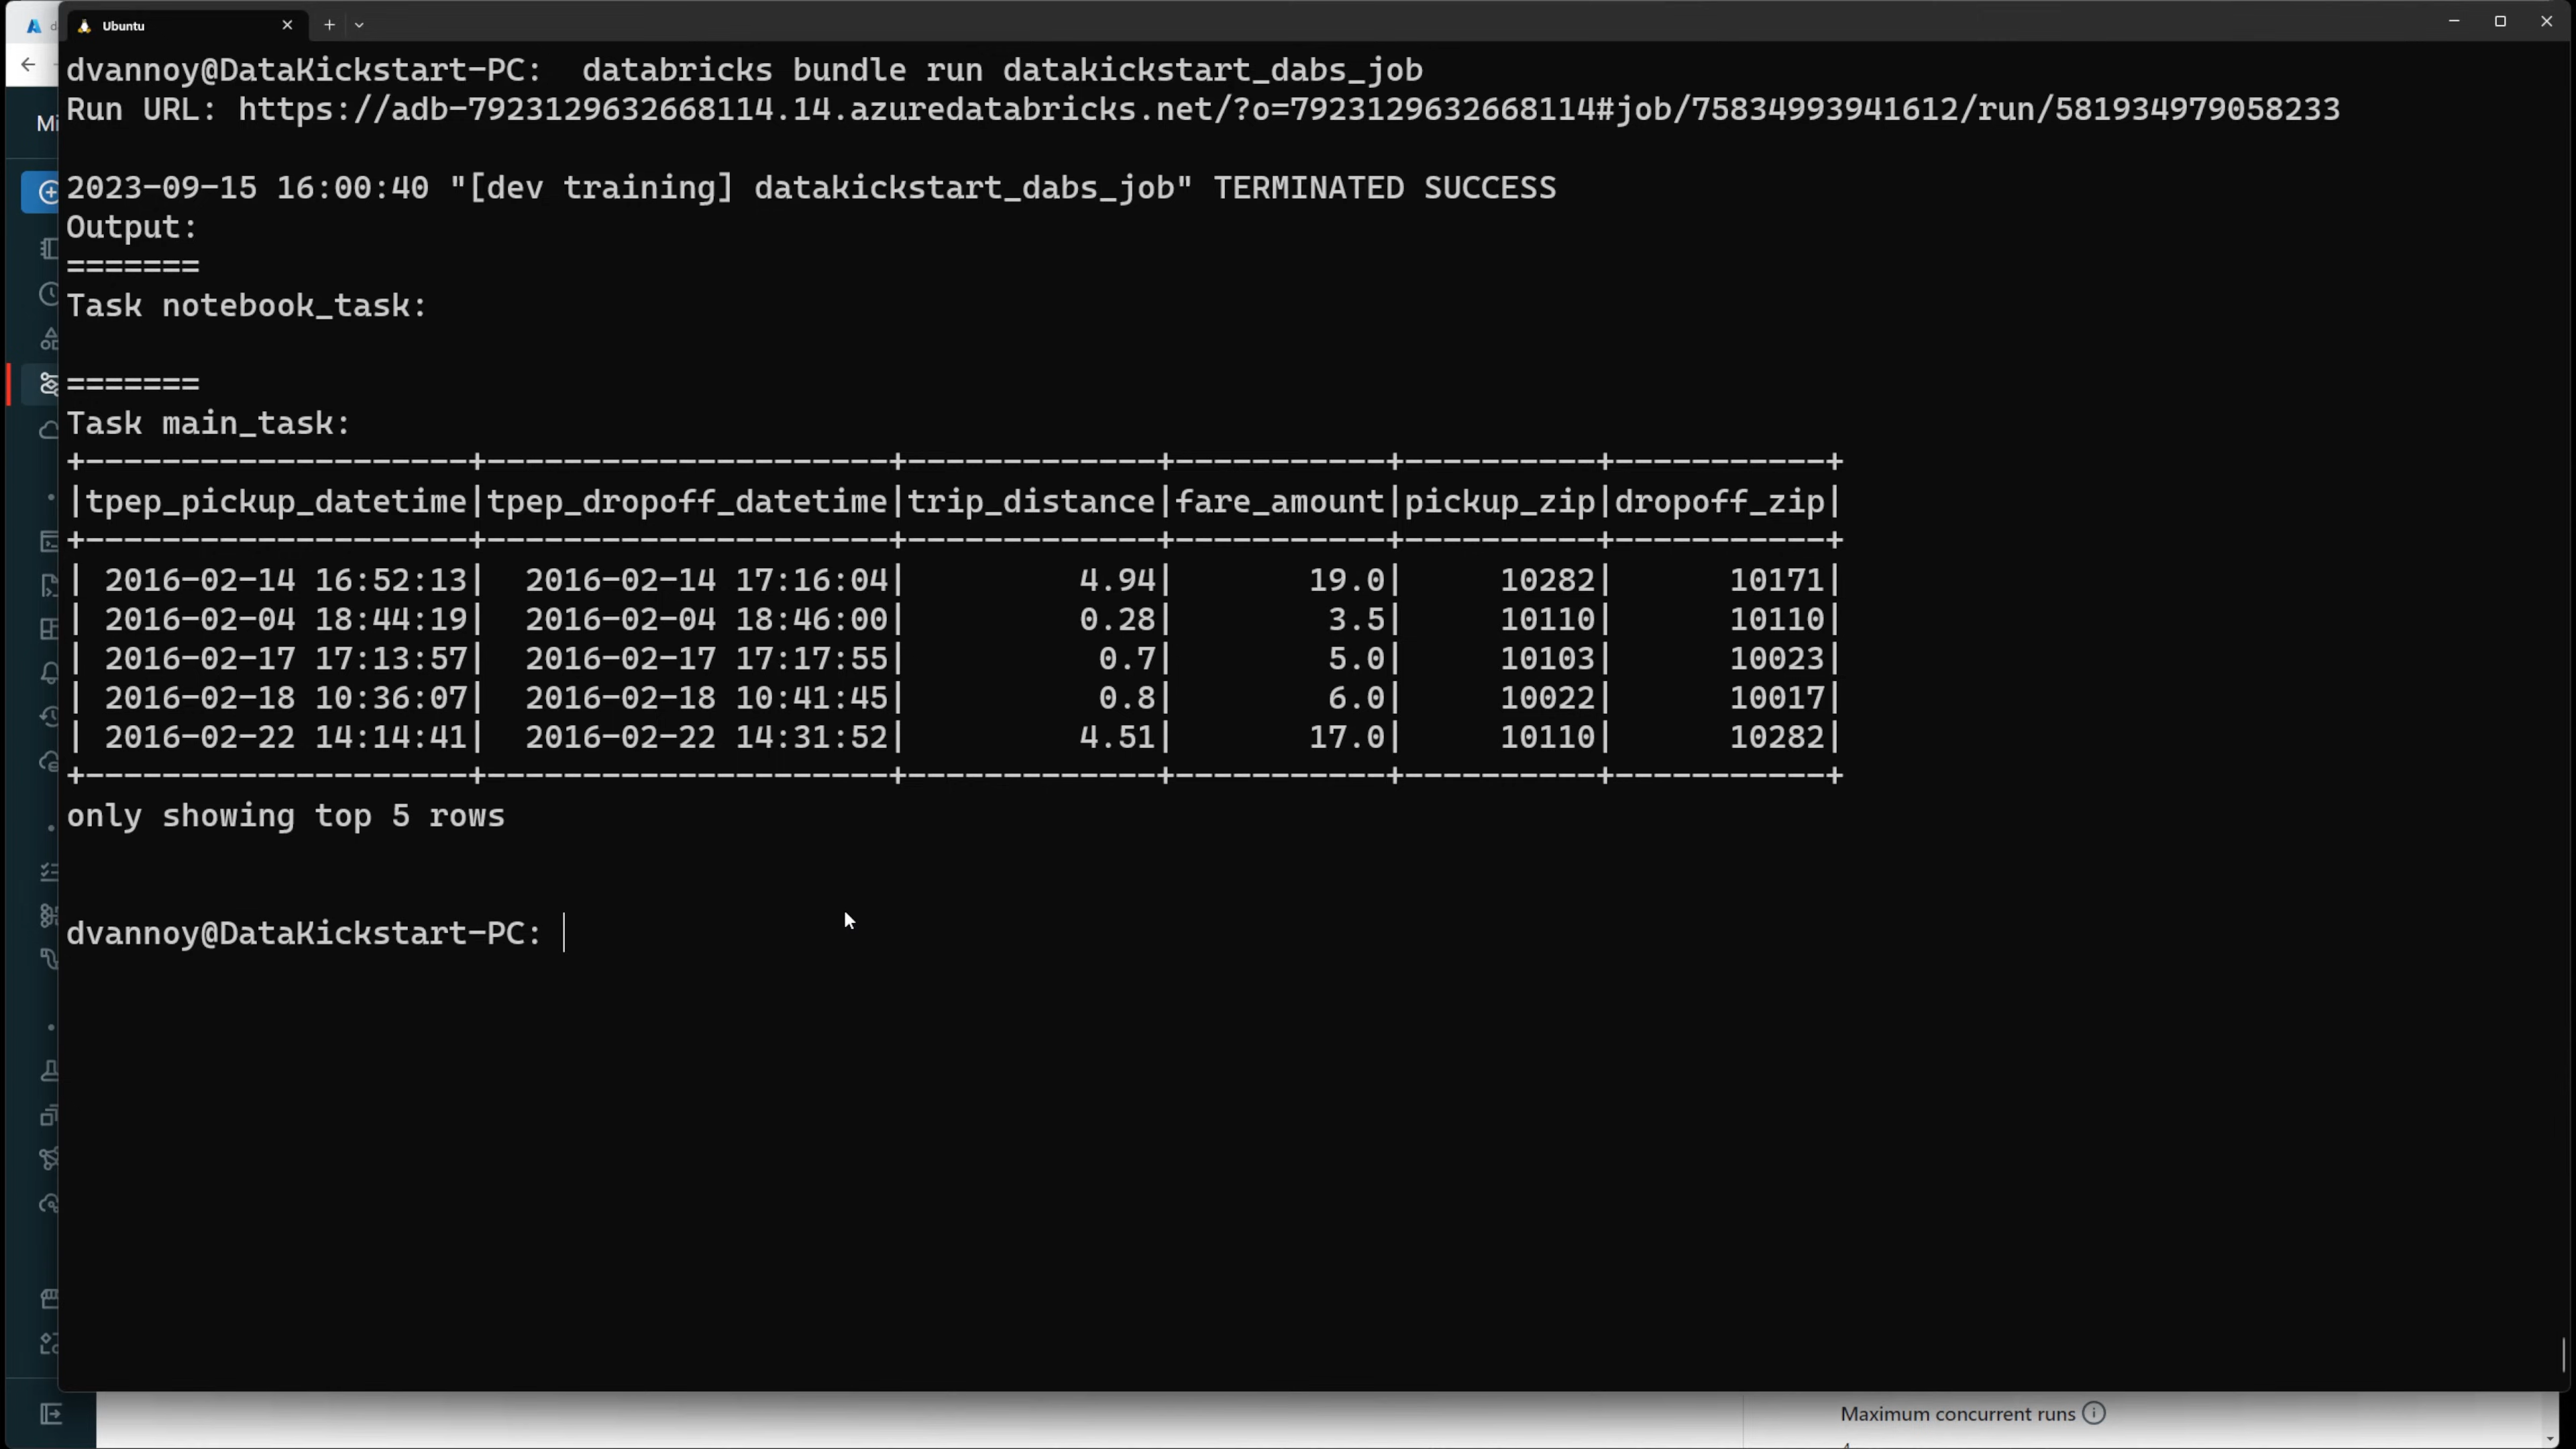 Ubuntu
dvannoy@DataKickstart-PC:  databricks bundle run datakickstart_dabs_job
Run URL: https://adb-7923129632668114.14.azuredatabricks.net/?o=7923129632668114#job/75834993941612/run/581934979058233
2023-09-15 16:00:40 "[dev training] datakickstart_dabs_job" TERMINATED SUCCESS
Output:
=======
Task notebook_task:
=======
Task main_task:
+--------------------+---------------------+-------------+-----------+----------+-----------+
|tpep_pickup_datetime|tpep_dropoff_datetime|trip_distance|fare_amount|pickup_zip|dropoff_zip|
+--------------------+---------------------+-------------+-----------+----------+-----------+
| 2016-02-14 16:52:13|  2016-02-14 17:16:04|         4.94|       19.0|     10282|      10171|
| 2016-02-04 18:44:19|  2016-02-04 18:46:00|         0.28|        3.5|     10110|      10110|
| 2016-02-17 17:13:57|  2016-02-17 17:17:55|          0.7|        5.0|     10103|      10023|
| 2016-02-18 10:36:07|  2016-02-18 10:41:45|          0.8|        6.0|     10022|      10017|
| 2016-02-22 14:14:41|  2016-02-22 14:31:52|         4.51|       17.0|     10110|      10282|
+--------------------+---------------------+-------------+-----------+----------+-----------+
only showing top 5 rows
dvannoy@DataKickstart-PC:
Maximum concurrent runs